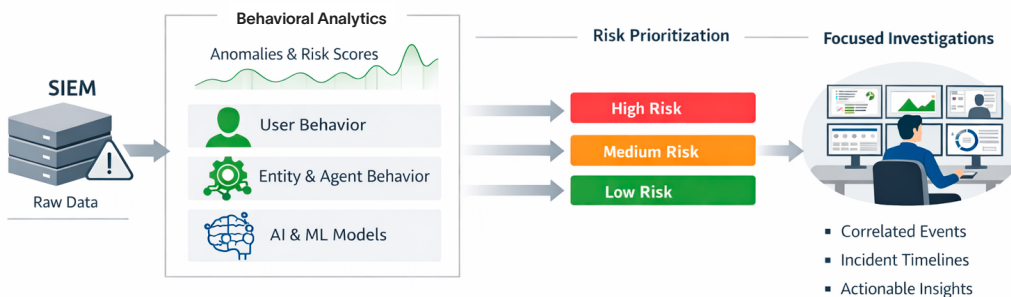 SIEM
Raw Data
Behavioral Analytics
Anomalies & Risk Scores
User Behavior
Entity & Agent Behavior
AI & ML Models
Risk Prioritization
High Risk
Medium Risk
Low Risk
Focused Investigations
▪ Correlated Events
▪ Incident Timelines
▪ Actionable Insights